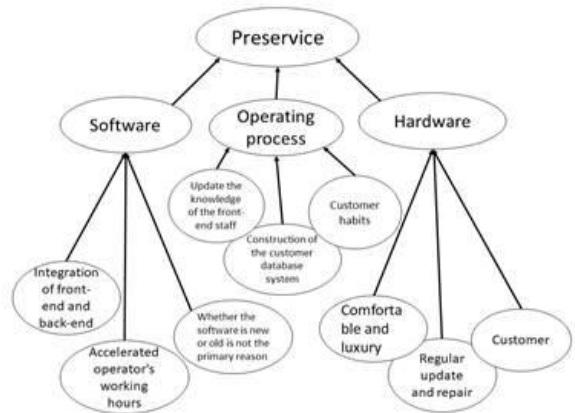 Preservice
Software
Operating
process
Hardware
Update the
knowledge
of the front-
end staff
Construction of
the customer
database
system
Customer
habits
Integration
of front-
end and
back-end
Accelerated
operator's
working
hours
Whether the
software is new
or old is not the
primary reason
Comforta
ble and
luxury
Regular
update
and repair
Customer